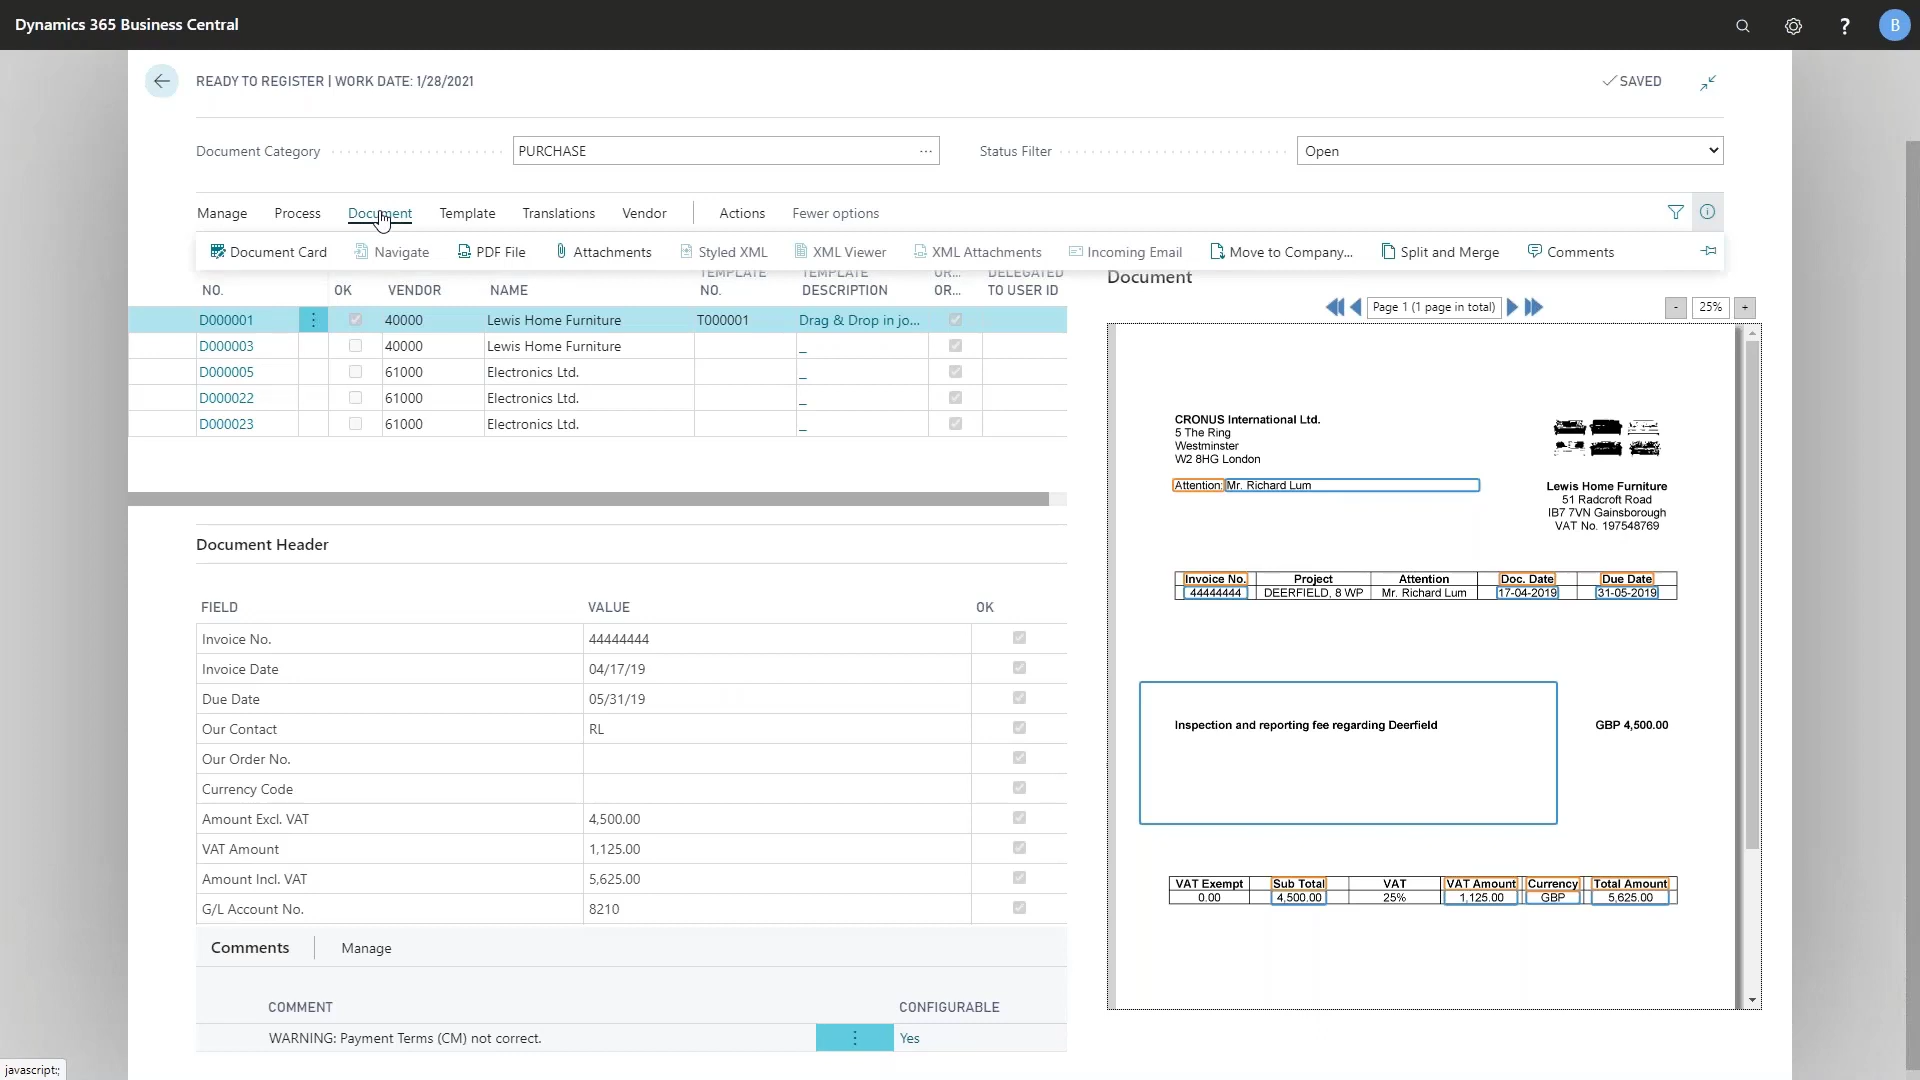 Dynamics 365 Business Central
?
B
READY TO REGISTER | WORK DATE: 1/28/2021
SAVED
Document Category
PURCHASE
...
Status Filter
Open
Manage Process Document Template Translations Vendor Actions Fewer options
Document Card Navigate PDF File Attachments Styled XML XML Viewer XML Attachments Incoming Email Move to Company... Split and Merge Comments
NO. OK VENDOR NAME TEMPLATE NO. TEMPLATE DESCRIPTION UR... OR... DELEGATED TO USER ID
D000001 40000 Lewis Home Furniture T000001 Drag & Drop in jo...
D000003 40000 Lewis Home Furniture _
D000005 61000 Electronics Ltd. _
D000022 61000 Electronics Ltd. _
D000023 61000 Electronics Ltd. _
Document Header
FIELD VALUE OK
Invoice No. 44444444
Invoice Date 04/17/19
Due Date 05/31/19
Our Contact RL
Our Order No.
Currency Code
Amount Excl. VAT 4,500.00
VAT Amount 1,125.00
Amount Incl. VAT 5,625.00
G/L Account No. 8210
Comments Manage
COMMENT CONFIGURABLE
WARNING: Payment Terms (CM) not correct. Yes
Document
Page 1 (1 page in total)
- 25% +
CRONUS International Ltd.
5 The Ring
Westminster
W2 8HG London
Attention: Mr. Richard Lum
Lewis Home Furniture
51 Radcroft Road
IB7 7VN Gainsborough
VAT No. 197548769
Invoice No. Project Attention Doc. Date Due Date
44444444 DEERFIELD, 8 WP Mr. Richard Lum 17-04-2019 31-05-2019
Inspection and reporting fee regarding Deerfield GBP 4,500.00
VAT Exempt Sub Total VAT VAT Amount Currency Total Amount
0.00 4,500.00 25% 1,125.00 GBP 5,625.00
javascript:;